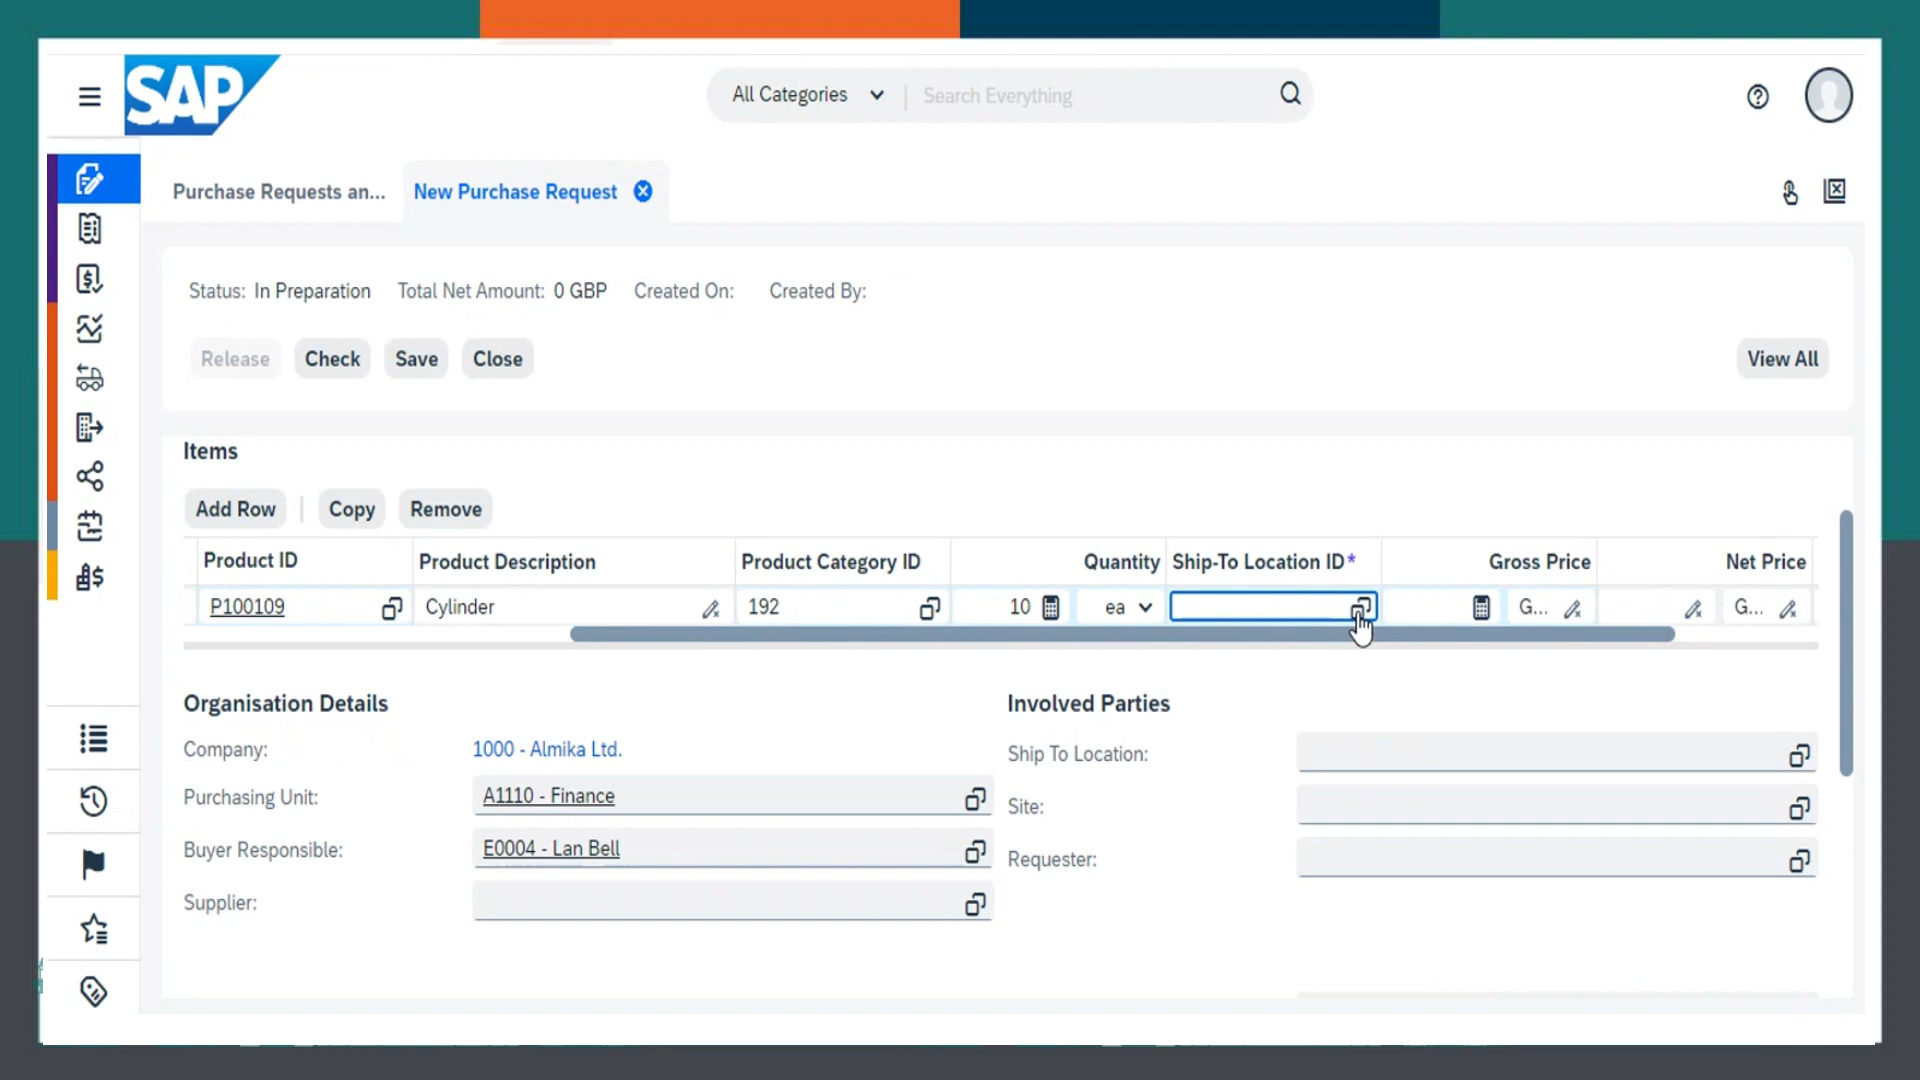 SAP
All Categories
Search Everything
Purchase Requests an...
New Purchase Request
Status: In Preparation
Total Net Amount: 0 GBP
Created On:
Created By:
Release
Check
Save
Close
View All
Items
Add Row
Copy
Remove
Product ID
Product Description
Product Category ID
Quantity
Ship-To Location ID*
Gross Price
Net Price
P100109
Cylinder
192
10
ea
G...
G...
Organisation Details
Company:
1000 - Almika Ltd.
Purchasing Unit:
A1110 - Finance
Buyer Responsible:
E0004 - Lan Bell
Supplier:
Involved Parties
Ship To Location:
Site:
Requester: